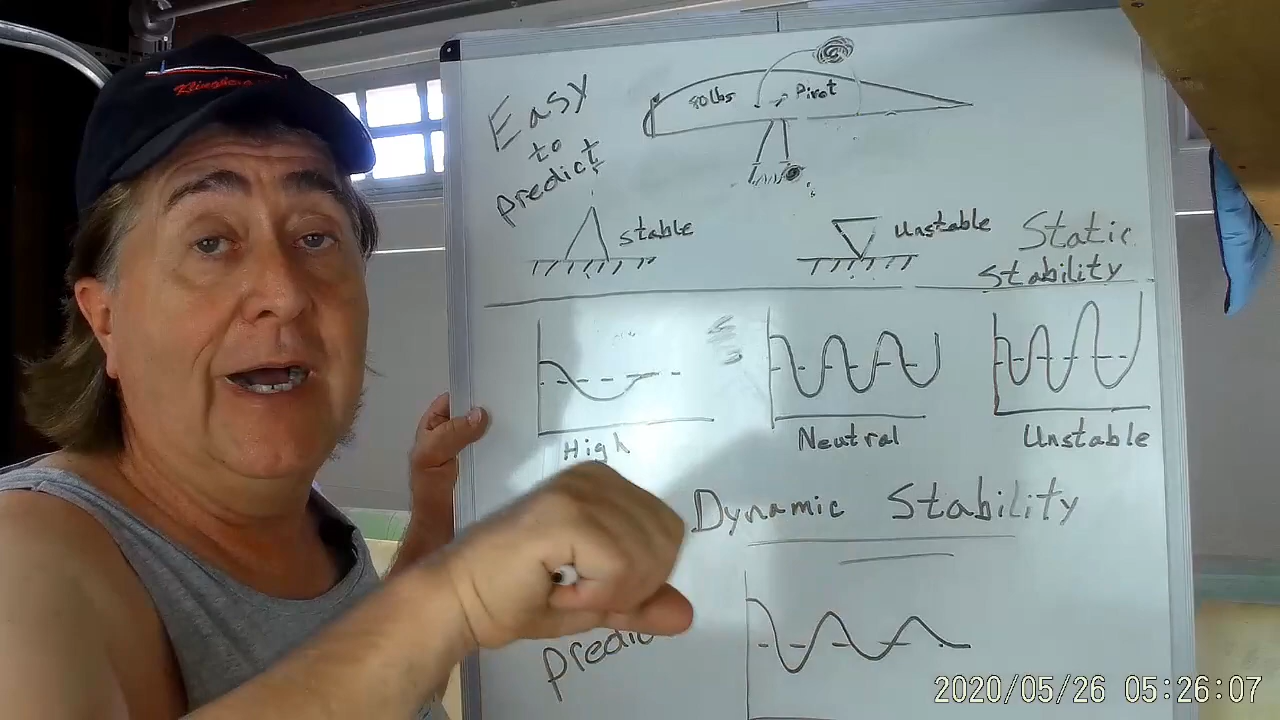 Easy
to
predict
80lbs
Pivot
stable
Unstable
Static
Stability
High
Neutral
Unstable
Dynamic Stability
2020/05/26 05:26:07